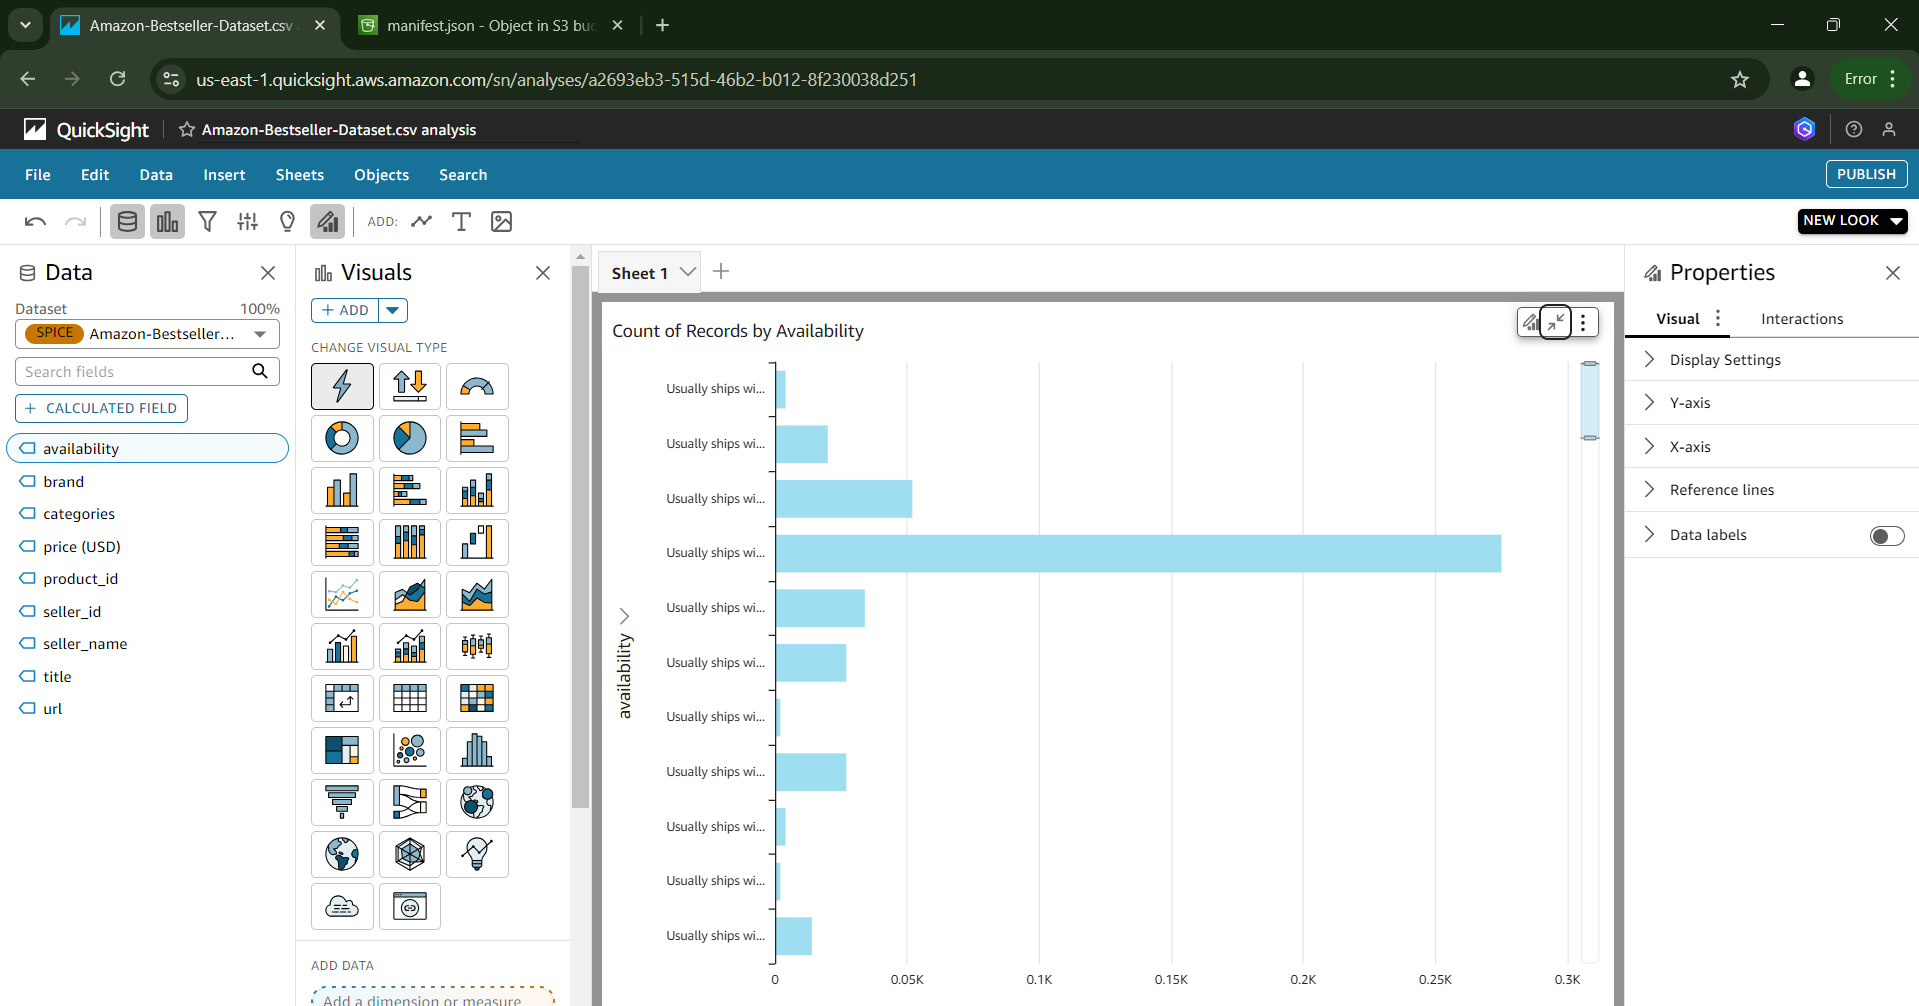 Amazon-Bestseller-Dataset.csv
manifest.json - Object in S3 buc
us-east-1.quicksight.aws.amazon.com/sn/analyses/a2693eb3-515d-46b2-b012-8f230038d251
Error
QuickSight
Amazon-Bestseller-Dataset.csv analysis
File Edit Data Insert Sheets Objects Search
PUBLISH
ADD:
NEW LOOK
Data
Dataset 100%
SPICE Amazon-Bestseller...
Search fields
+ CALCULATED FIELD
availability
brand
categories
price (USD)
product_id
seller_id
seller_name
title
url
Visuals
+ ADD
CHANGE VISUAL TYPE
ADD DATA
Add a dimension or measure
Sheet 1
Count of Records by Availability
availability
Usually ships wi...
Usually ships wi...
Usually ships wi...
Usually ships wi...
Usually ships wi...
Usually ships wi...
Usually ships wi...
Usually ships wi...
Usually ships wi...
Usually ships wi...
Usually ships wi...
0 0.05K 0.1K 0.15K 0.2K 0.25K 0.3K
Properties
Visual Interactions
Display Settings
Y-axis
X-axis
Reference lines
Data labels